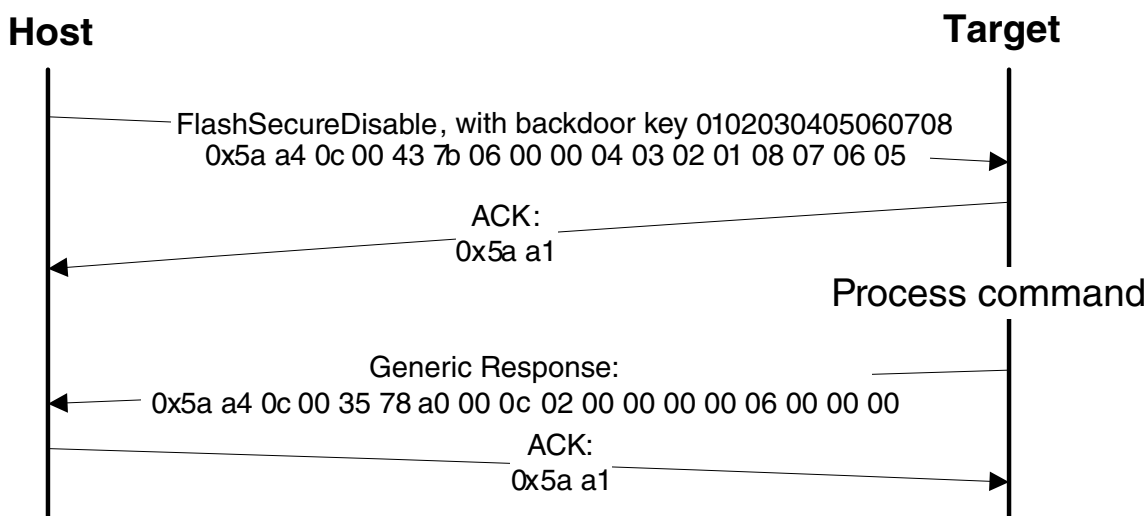 Host
Target
FlashSecureDisable, with backdoor key 0102030405060708
0x5a a4 0c 00 43 7b 06 00 00 04 03 02 01 08 07 06 05
ACK:
0x5a a1
Process command
Generic Response:
0x5a a4 0c 00 35 78 a0 00 0c 02 00 00 00 00 06 00 00 00
ACK:
0x5a a1